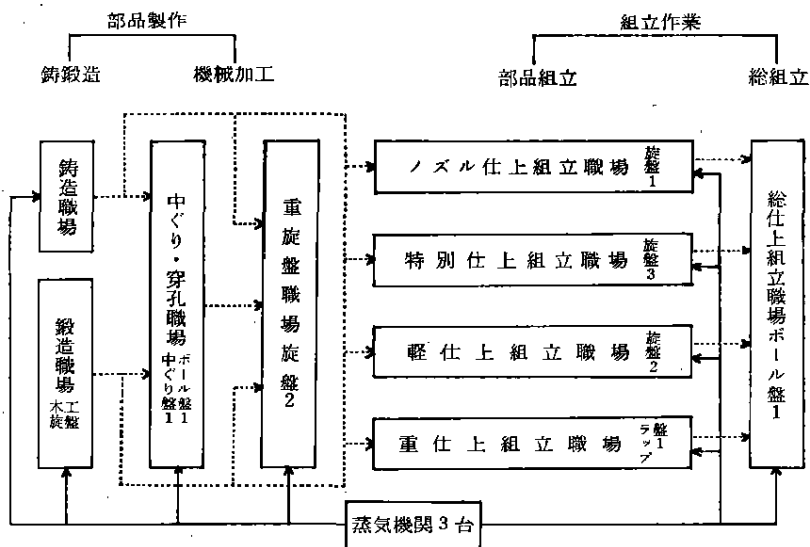 部品製作
組立作業
鋳鍛造
機械加工
部品組立
総組立
鋳造職場
鍛造職場
木工
旋盤
中ぐり・穿孔職場
ボール盤1
中ぐり盤1
重旋盤職場旋盤2
ノズル仕上組立職場 旋盤1
特別仕上組立職場 旋盤3
軽仕上組立職場 旋盤2
重仕上組立職場 ラップ盤1
総仕上組立職場ボール盤1
蒸気機関3台